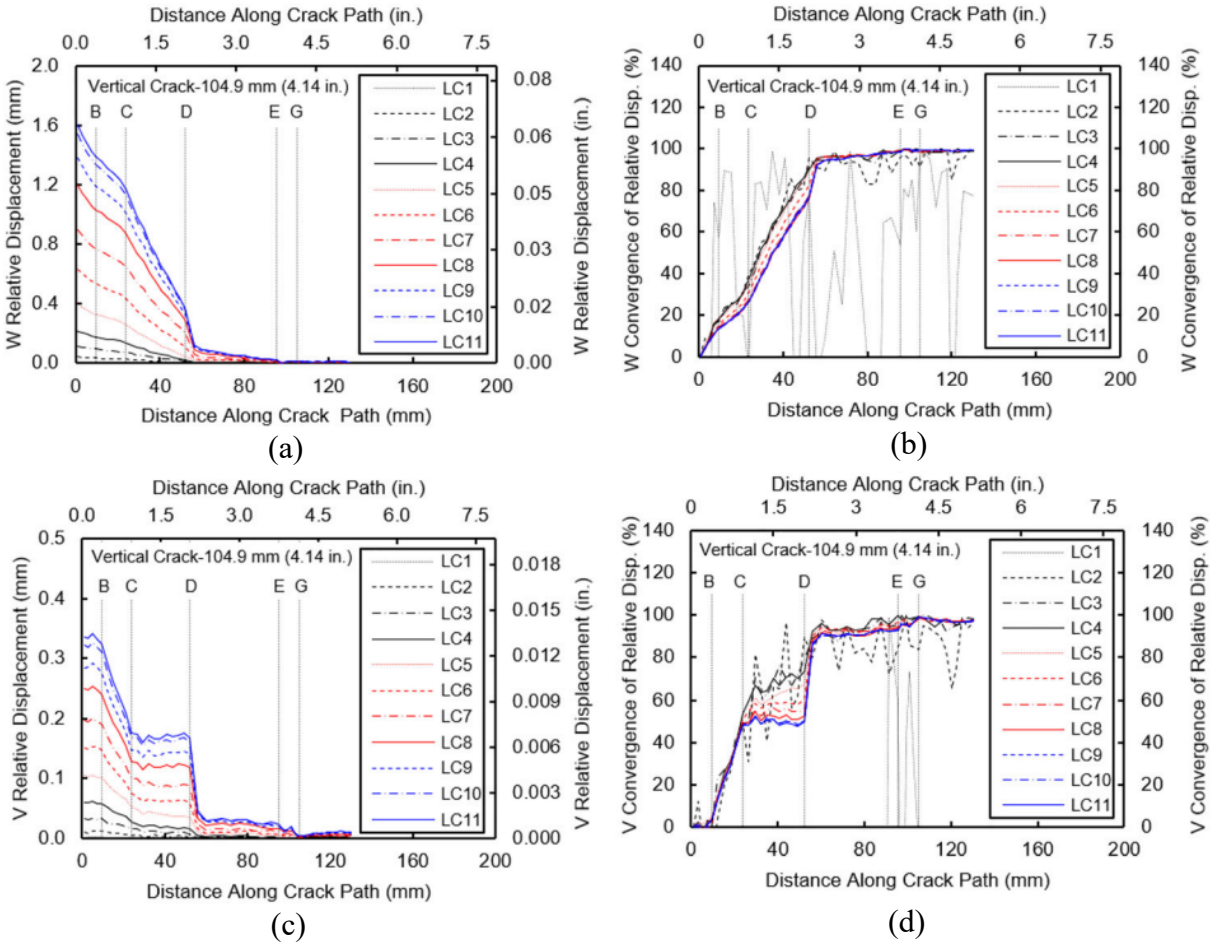 Distance Along Crack Path (in.)
0.0 1.5 3.0 4.5 6.0 7.5
2.0
1.6
1.2
0.8
0.4
0.0
W Relative Displacement (mm)
Vertical Crack-104.9 mm (4.14 in.)
B C D E G
LC1
LC2
LC3
LC4
LC5
LC6
LC7
LC8
LC9
LC10
LC11
0.08
0.06
0.05
0.03
0.02
0.00
W Relative Displacement (in.)
0 40 80 120 160 200
Distance Along Crack Path (mm)
(a)
Distance Along Crack Path (in.)
0 1.5 3 4.5 6 7.5
140
120
100
80
60
40
20
0
W Convergence of Relative Disp. (%)
Vertical Crack-104.9 mm (4.14 in.)
B C D E G
LC1
LC2
LC3
LC4
LC5
LC6
LC7
LC8
LC9
LC10
LC11
140
120
100
80
60
40
20
0
W Convergence of Relative Disp. (%)
0 40 80 120 160 200
Distance Along Crack Path (mm)
(b)
Distance Along Crack Path (in.)
0.0 1.5 3.0 4.5 6.0 7.5
0.5
0.4
0.3
0.2
0.1
0.0
V Relative Displacement (mm)
Vertical Crack-104.9 mm (4.14 in.)
B C D E G
LC1
LC2
LC3
LC4
LC5
LC6
LC7
LC8
LC9
LC10
LC11
0.018
0.015
0.012
0.009
0.006
0.003
0.000
V Relative Displacement (in.)
0 40 80 120 160 200
Distance Along Crack Path (mm)
(c)
Distance Along Crack Path (in.)
0 1.5 3 4.5 6 7.5
140
120
100
80
60
40
20
0
V Convergence of Relative Disp. (%)
Vertical Crack-104.9 mm (4.14 in.)
B C D E G
LC1
LC2
LC3
LC4
LC5
LC6
LC7
LC8
LC9
LC10
LC11
140
120
100
80
60
40
20
0
V Convergence of Relative Disp. (%)
0 40 80 120 160 200
Distance Along Crack Path (mm)
(d)